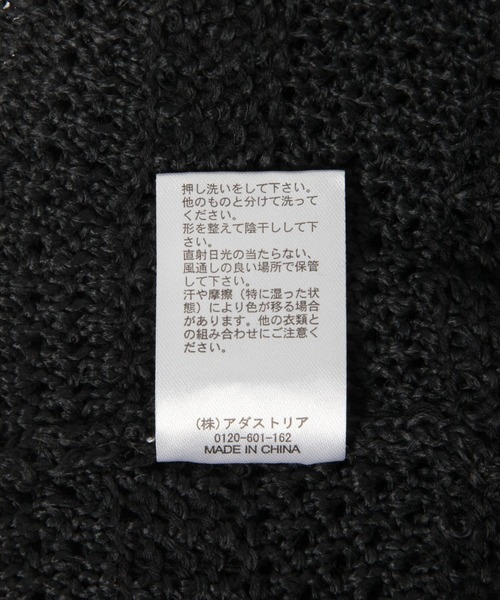 押し洗いをして下さい。
他のものと分けて洗って
ください。
形を整えて陰干しして下
さい。
直射日光の当たらない、
風通しの良い場所で保管
して下さい。
汗や摩擦（特に湿った状
態）により色が移る場合
があります。他の衣類と
の組み合わせにご注意く
ださい。
（株）アダストリア
0120-601-162
MADE IN CHINA